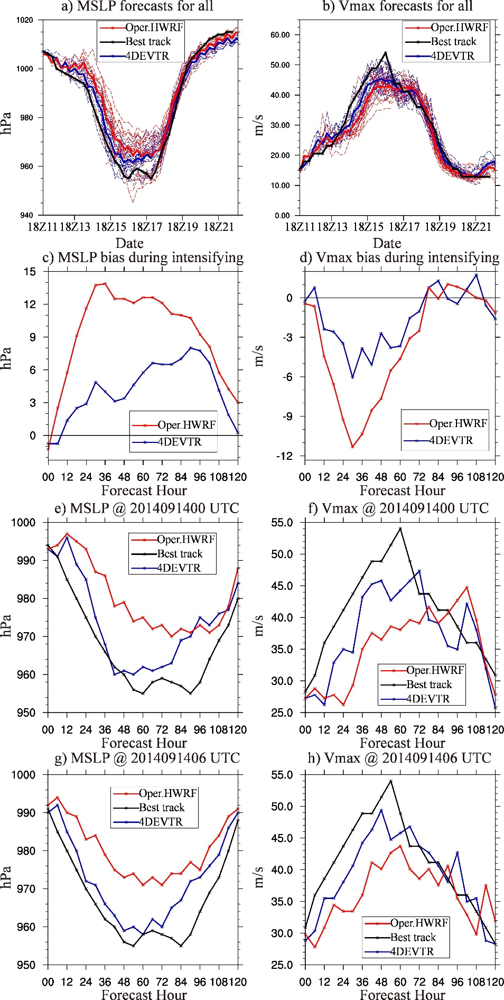 a) MSLP forecasts for all
1020
1000
980
960
940
hPa
Oper.HWRF
Best track
4DEVTR
18Z11 18Z13 18Z15 18Z17 18Z19 18Z21
Date
b) Vmax forecasts for all
60.00
50.00
40.00
30.00
20.00
10.00
0.00
m/s
Oper.HWRF
Best track
4DEVTR
18Z11 18Z13 18Z15 18Z17 18Z19 18Z21
Date
c) MSLP bias during intensifying
15
12
9
6
3
0
hPa
Oper.HWRF
4DEVTR
00 12 24 36 48 60 72 84 96 108 120
Forecast Hour
d) Vmax bias during intensifying
0
-3
-6
-9
-12
m/s
Oper.HWRF
4DEVTR
00 12 24 36 48 60 72 84 96 108 120
Forecast Hour
e) MSLP @ 2014091400 UTC
1000
990
980
970
960
950
hPa
Oper.HWRF
Best track
4DEVTR
00 12 24 36 48 60 72 84 96 108 120
Forecast Hour
f) Vmax @ 2014091400 UTC
55.0
50.0
45.0
40.0
35.0
30.0
25.0
m/s
Oper.HWRF
Best track
4DEVTR
00 12 24 36 48 60 72 84 96 108 120
Forecast Hour
g) MSLP @ 2014091406 UTC
1000
990
980
970
960
950
hPa
Oper.HWRF
Best track
4DEVTR
00 12 24 36 48 60 72 84 96 108 120
Forecast Hour
h) Vmax @ 2014091406 UTC
55.0
50.0
45.0
40.0
35.0
30.0
25.0
m/s
Oper.HWRF
Best track
4DEVTR
00 12 24 36 48 60 72 84 96 108 120
Forecast Hour